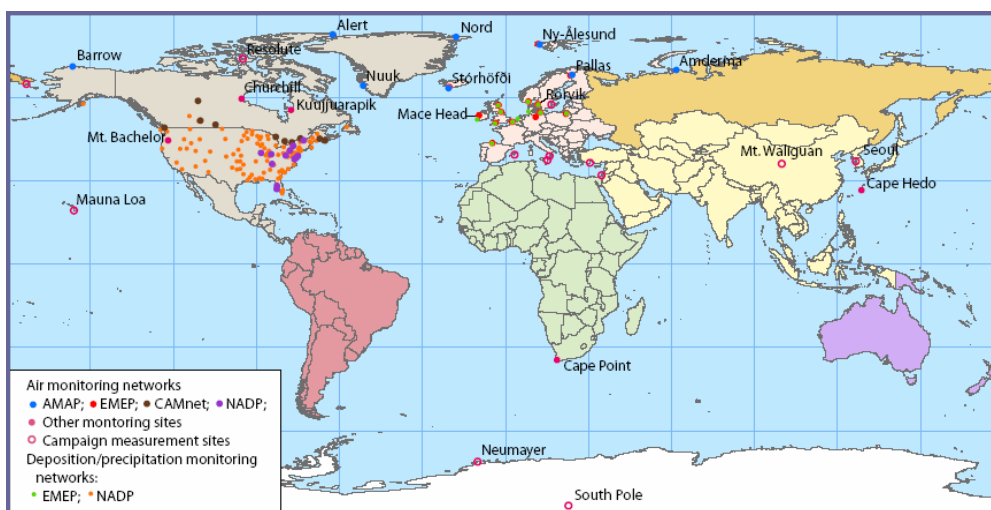 Alert
Nord
Ny-Ålesund
Barrow
Resolute
Nuuk
Stórhöfði
Pallas
Amderma
Churchill
Kuujjuarapik
Rörvik
Mace Head
Mt. Bachelor
Mt. Waliguan
Seoul
Mauna Loa
Cape Hedo
Cape Point
Neumayer
South Pole
Air monitoring networks
AMAP; EMEP; CAMnet; NADP;
Other montoring sites
Campaign measurement sites
Deposition/precipitation monitoring
networks:
EMEP; NADP